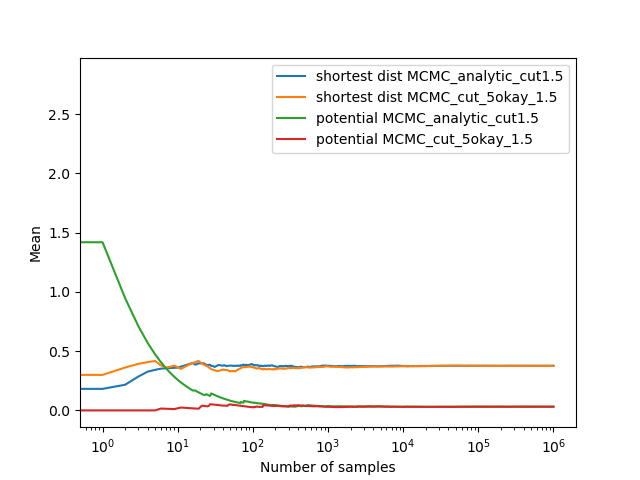 shortest dist MCMC_analytic_cut1.5
shortest dist MCMC_cut_5okay_1.5
potential MCMC_analytic_cut1.5
potential MCMC_cut_5okay_1.5
2.5
2.0
1.5
1.0
0.5
0.0
Mean
10^0 10^1 10^2 10^3 10^4 10^5 10^6
Number of samples